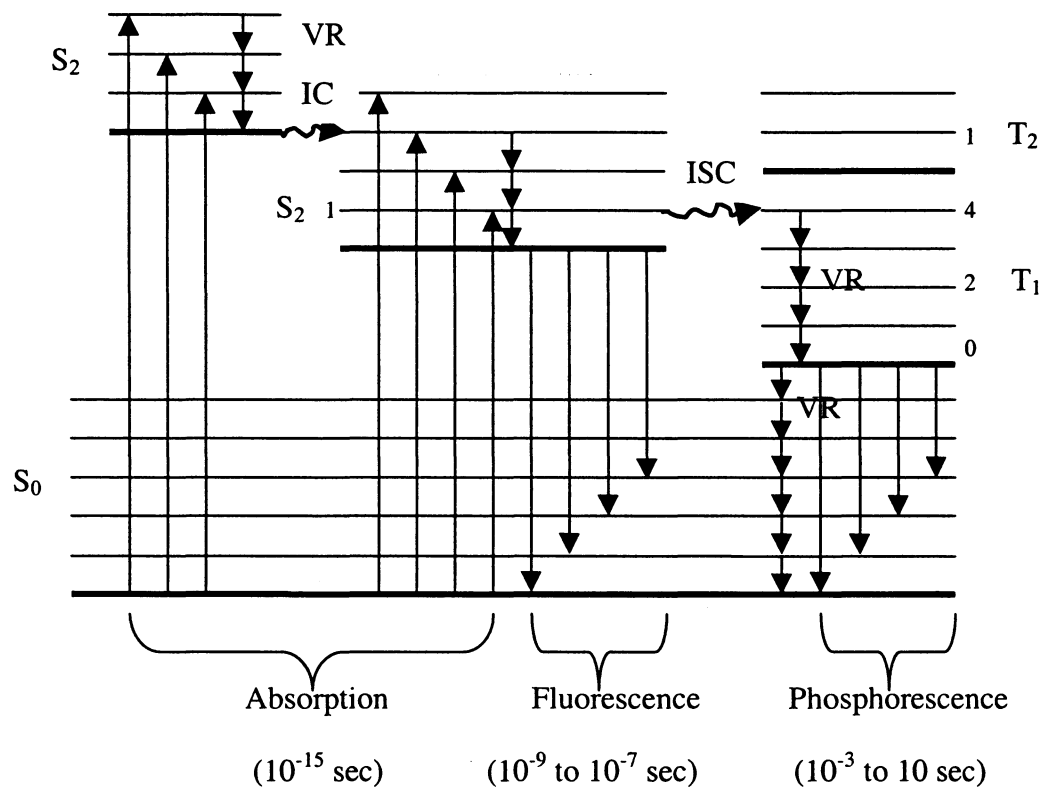 VR
S₂
IC
1 T₂
ISC
S₂ 1
4
VR 2 T₁
0
VR
S₀
Absorption Fluorescence Phosphorescence
(10⁻¹⁵ sec) (10⁻⁹ to 10⁻⁷ sec) (10⁻³ to 10 sec)